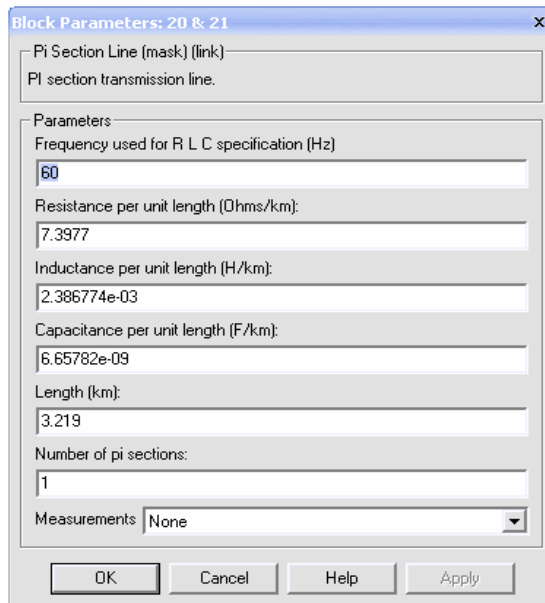 Block Parameters: 20 & 21
x
Pi Section Line (mask) (link)
PI section transmission line.
Parameters
Frequency used for R L C specification (Hz)
60
Resistance per unit length (Ohms/km):
7.3977
Inductance per unit length (H/km):
2.386774e-03
Capacitance per unit length (F/km):
6.65782e-09
Length (km):
3.219
Number of pi sections:
1
Measurements None
OK Cancel Help Apply